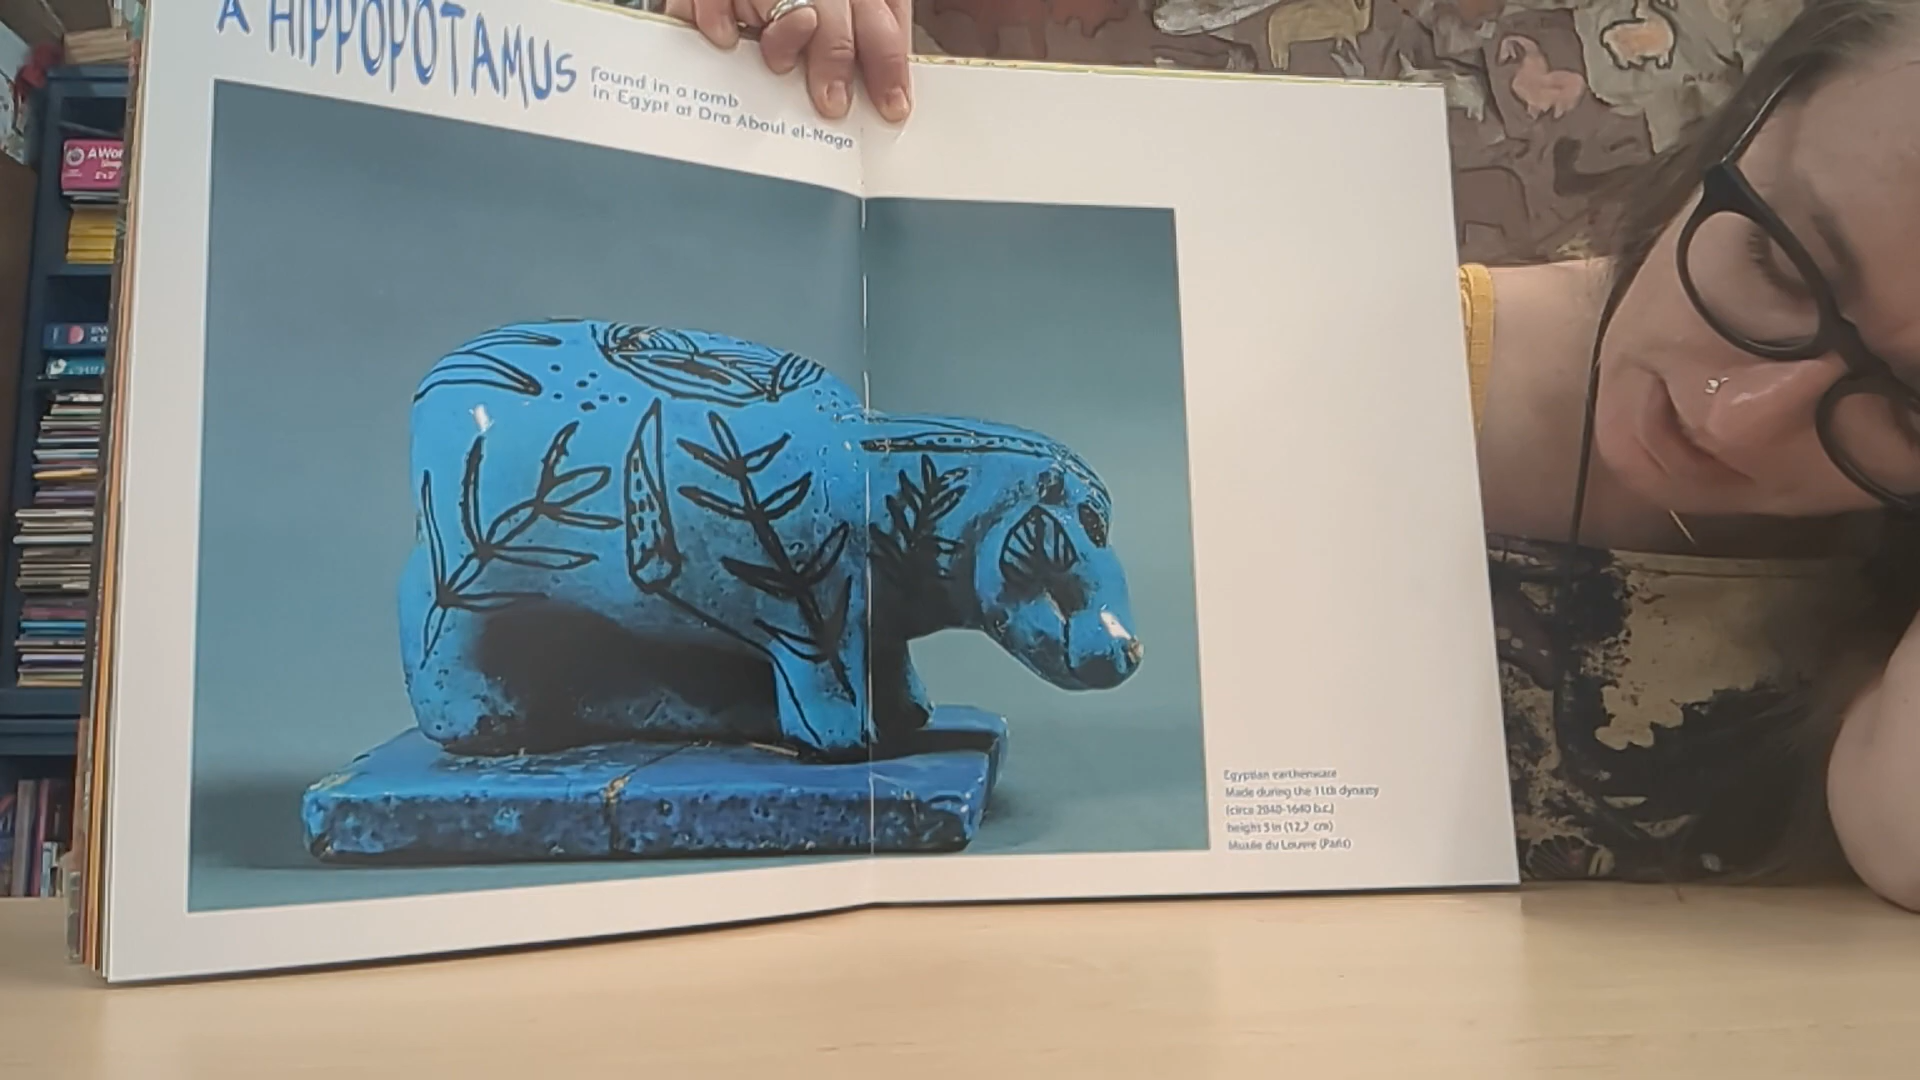 A HIPPOPOTAMUS
found in a tomb
in Egypt at Dra Aboul el-Naga
Egyptian earthenware
Made during the 11th dynasty
(circa 2040-1640 b.c.)
height 5 in (12,7 cm)
Musée du Louvre (Paris)
A Wor